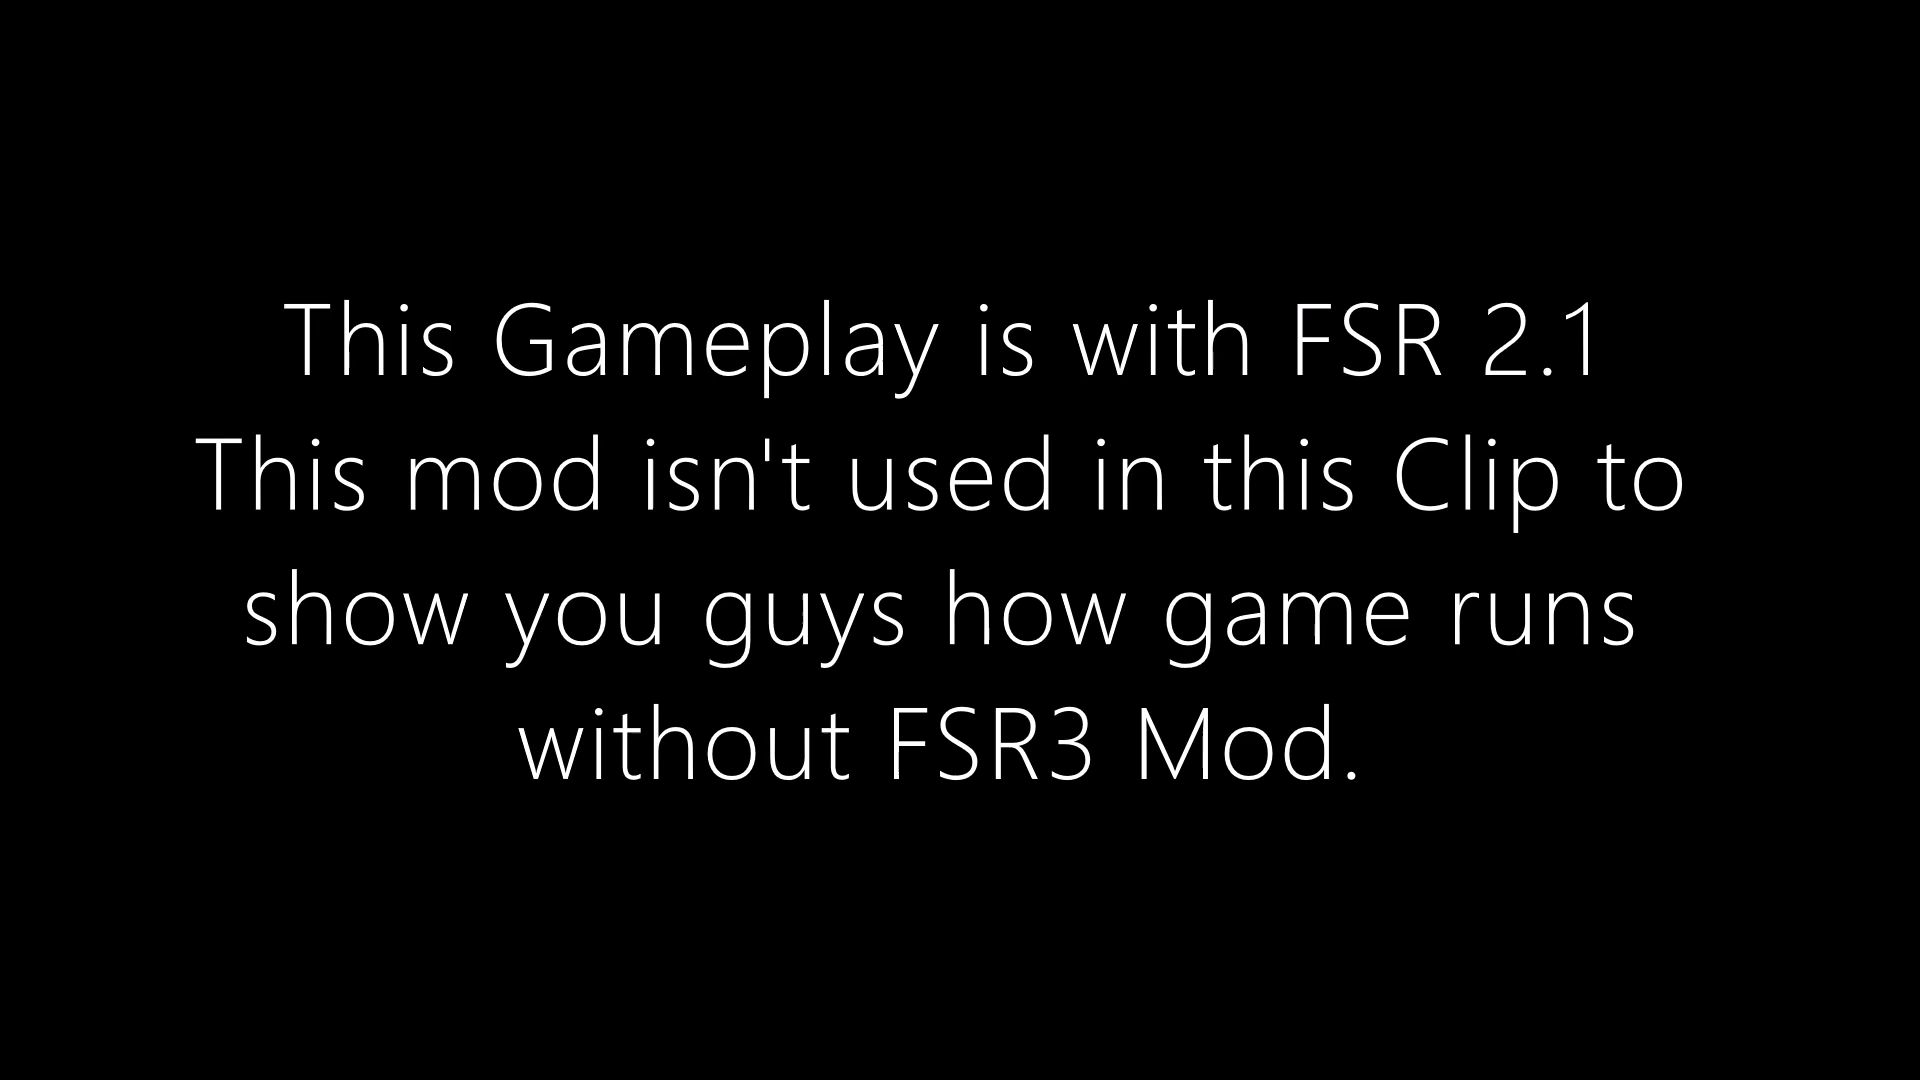 This Gameplay is with FSR 2.1
This mod isn't used in this Clip to
show you guys how game runs
without FSR3 Mod.